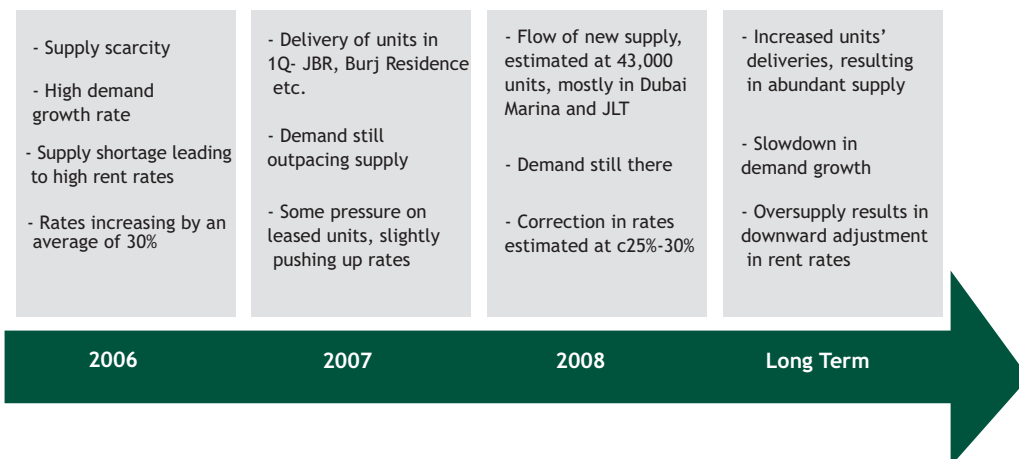 - Supply scarcity
- High demand
growth rate
- Supply shortage leading
to high rent rates
- Rates increasing by an
average of 30%
- Delivery of units in
1Q- JBR, Burj Residence
etc.
- Demand still
outpacing supply
- Some pressure on
leased units, slightly
pushing up rates
- Flow of new supply,
estimated at 43,000
units, mostly in Dubai
Marina and JLT
- Demand still there
- Correction in rates
estimated at c25%-30%
- Increased units’
deliveries, resulting
in abundant supply
- Slowdown in
demand growth
- Oversupply results in
downward adjustment
in rent rates
2006
2007
2008
Long Term